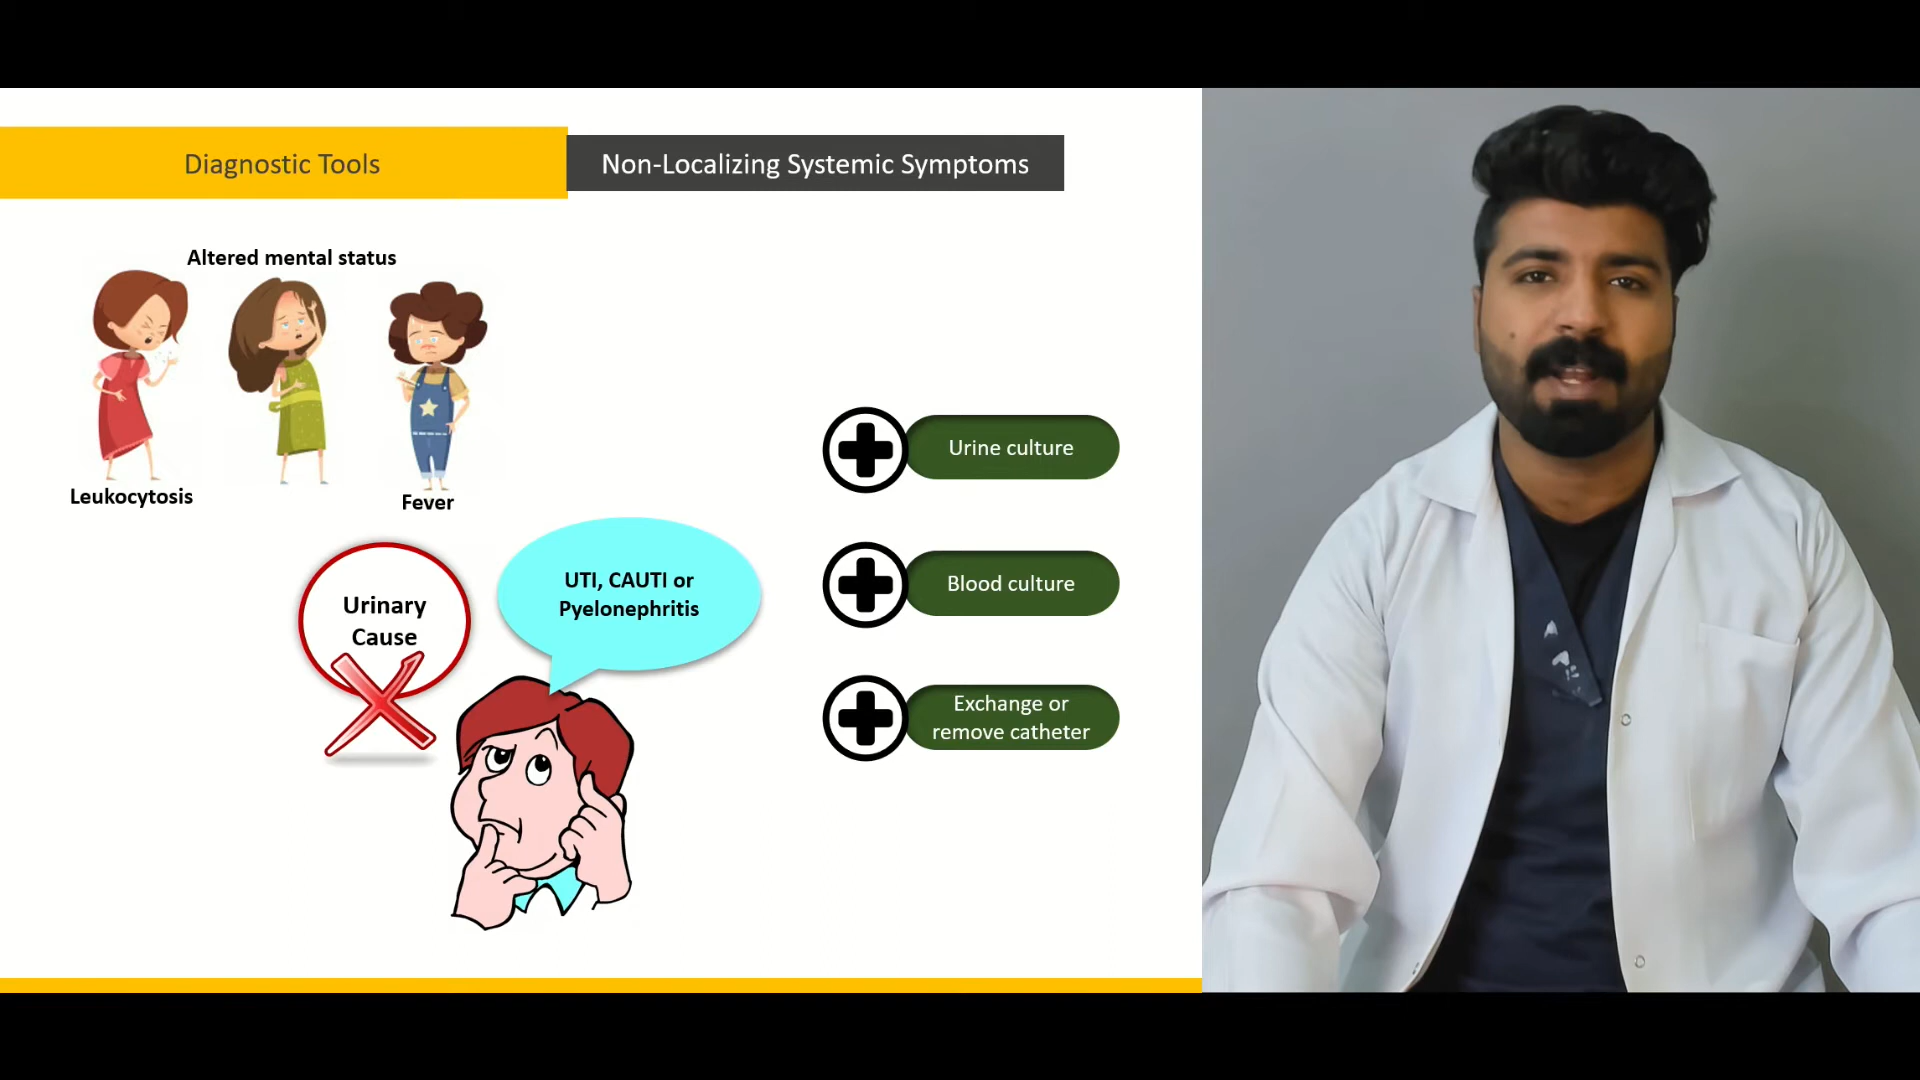 Diagnostic Tools
Non-Localizing Systemic Symptoms
Altered mental status
Leukocytosis
Fever
Urinary
Cause
UTI, CAUTI or
Pyelonephritis
Urine culture
Blood culture
Exchange or
remove catheter